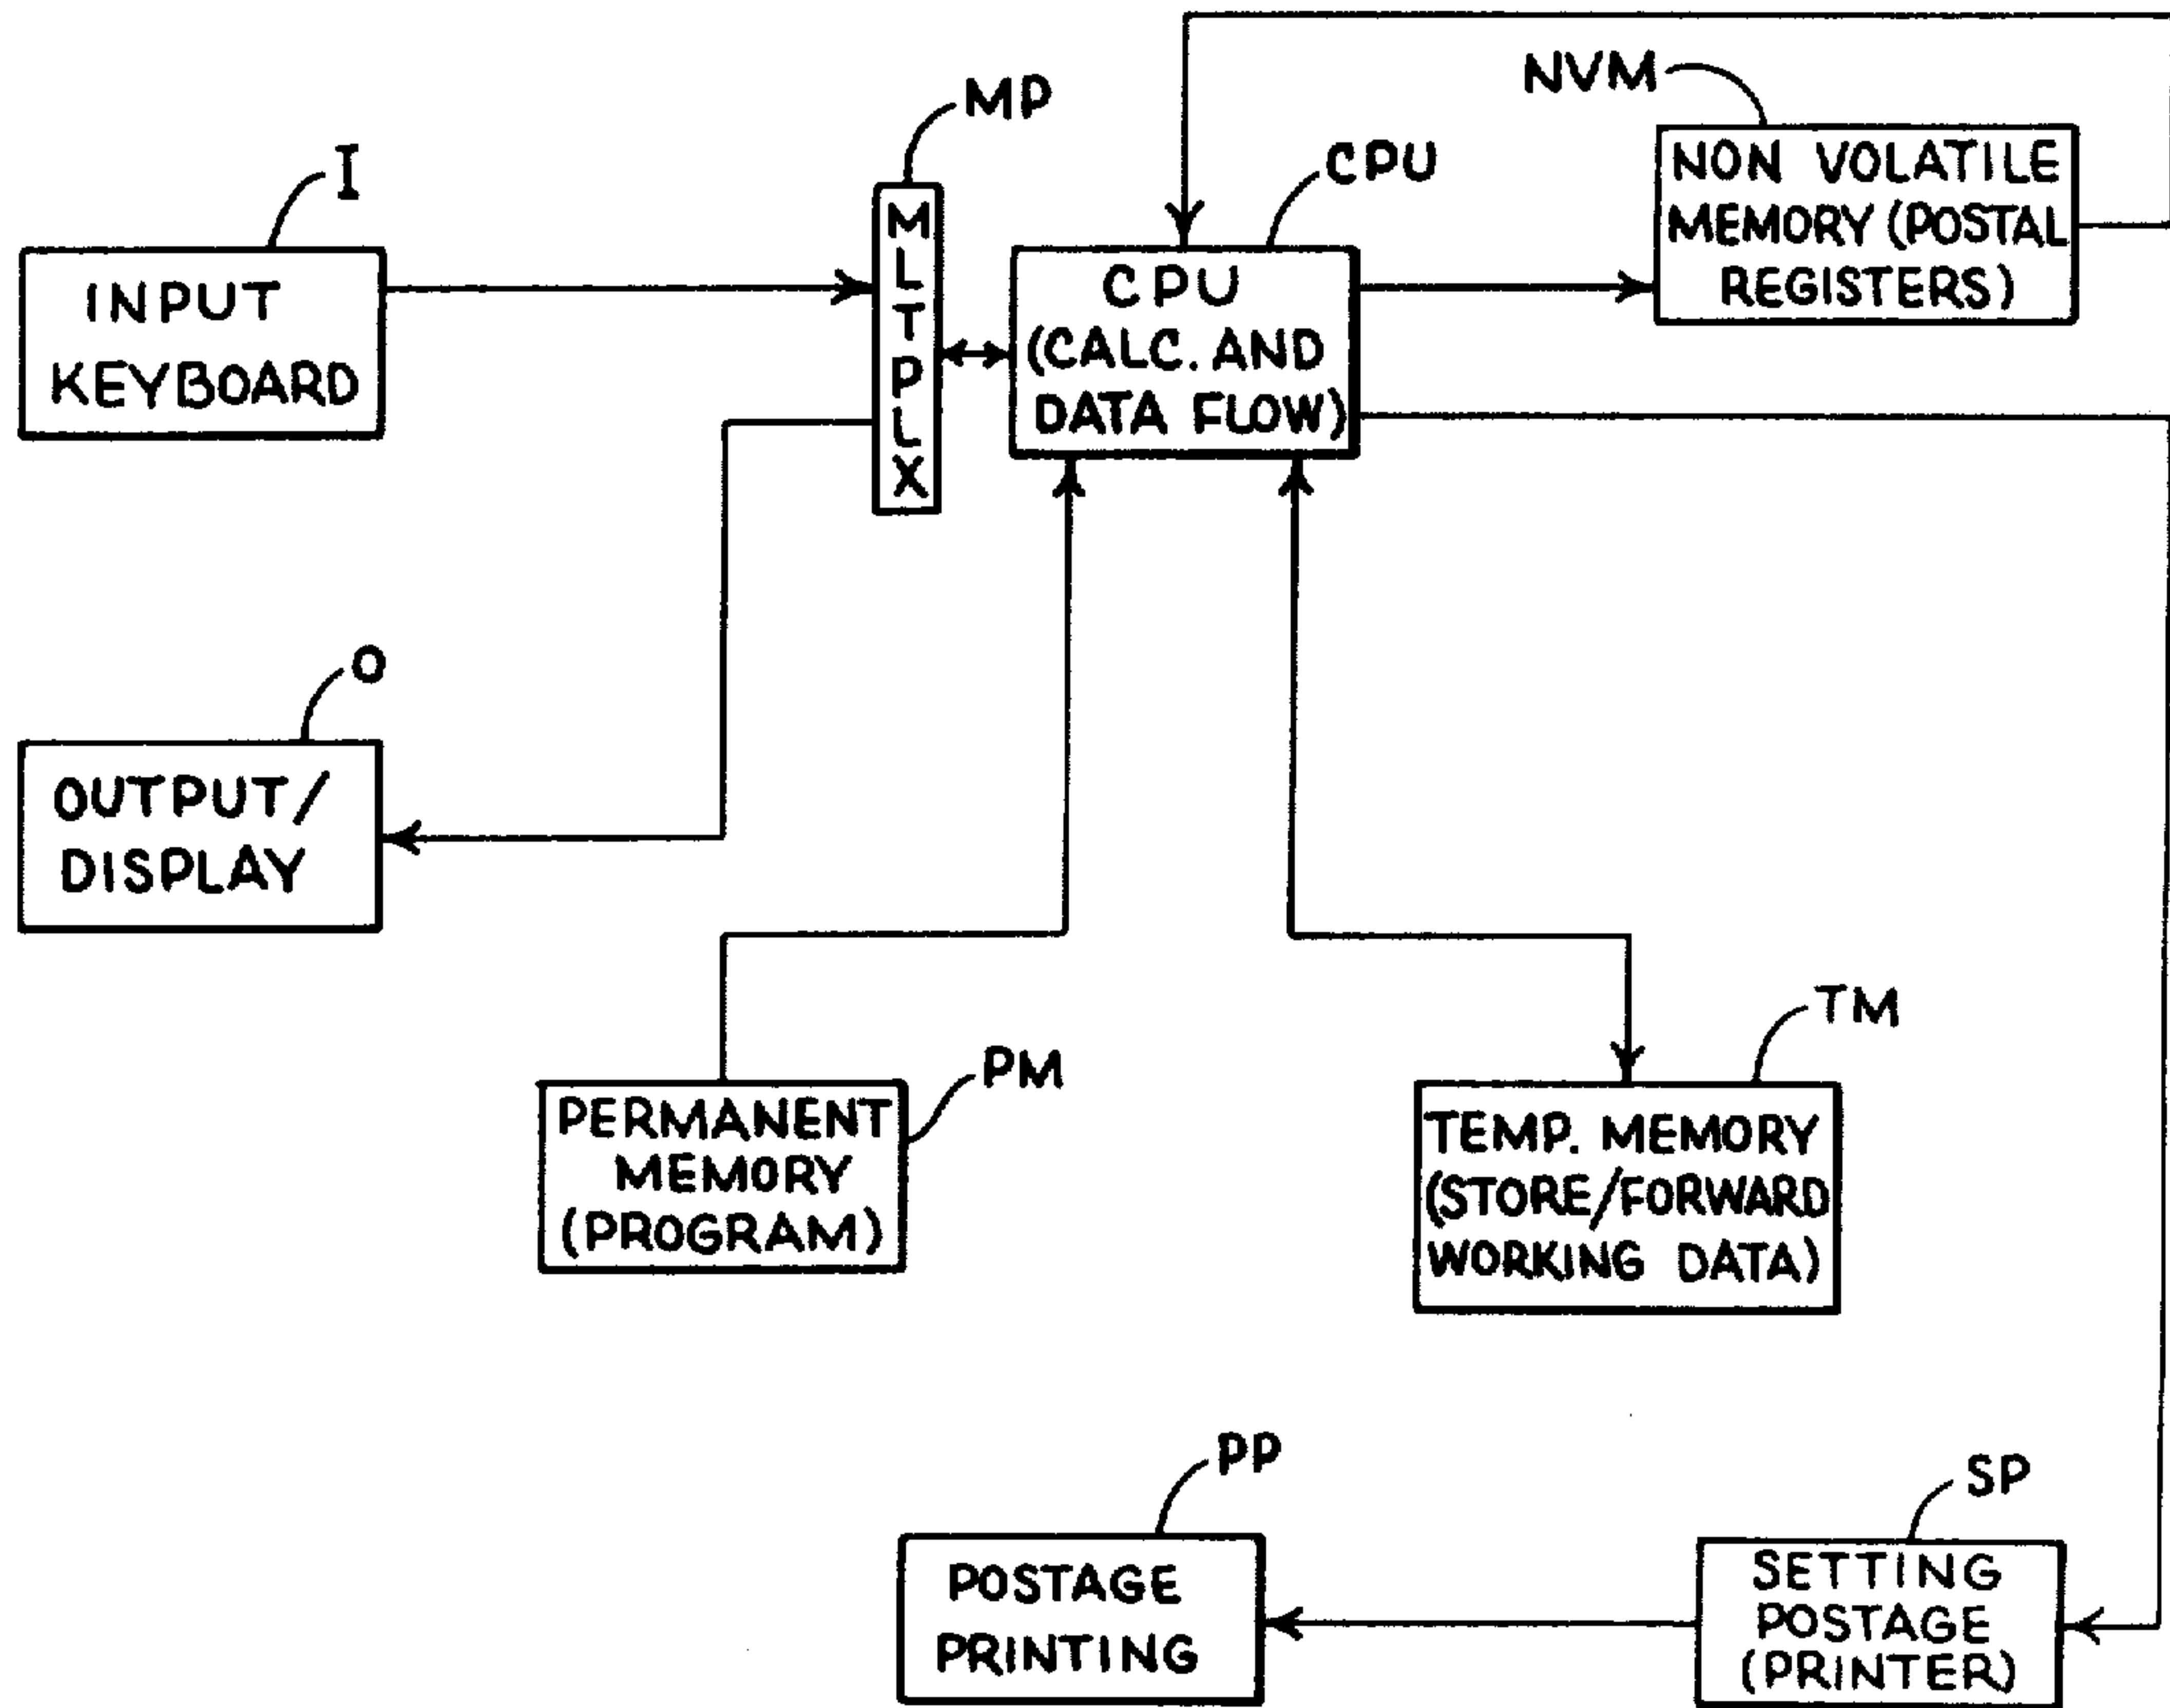 I
INPUT
KEYBOARD
MP
M
L
T
P
L
X
CPU
CPU
(CALC. AND
DATA FLOW)
NVM
NON VOLATILE
MEMORY (POSTAL
REGISTERS)
O
OUTPUT/
DISPLAY
PM
PERMANENT
MEMORY
(PROGRAM)
TM
TEMP. MEMORY
(STORE/FORWARD
WORKING DATA)
PP
POSTAGE
PRINTING
SP
SETTING
POSTAGE
(PRINTER)